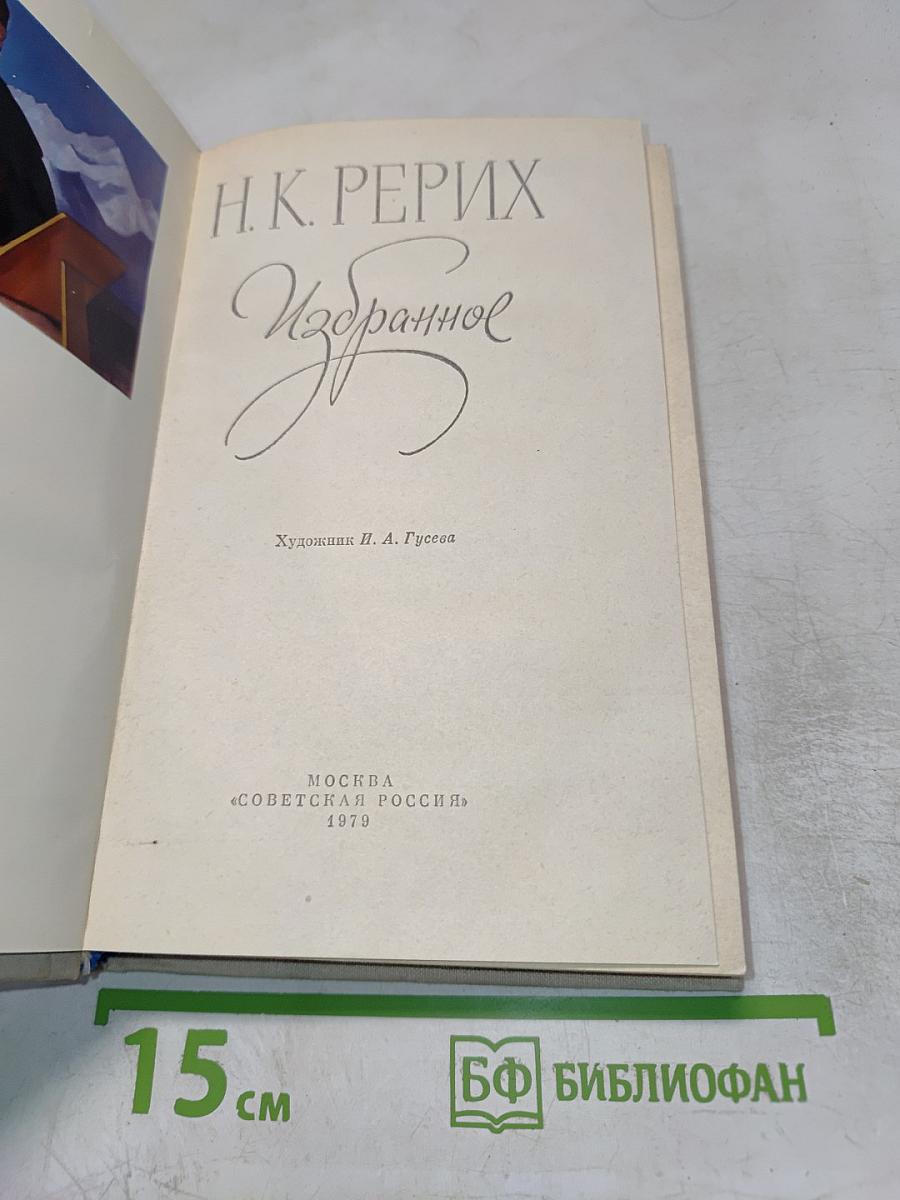 Н. К. РЕРИХ
Избранное
Художник И. А. Гусева
МОСКВА
«СОВЕТСКАЯ РОССИЯ»
1979
15 см
БФ БИБЛИОФАН